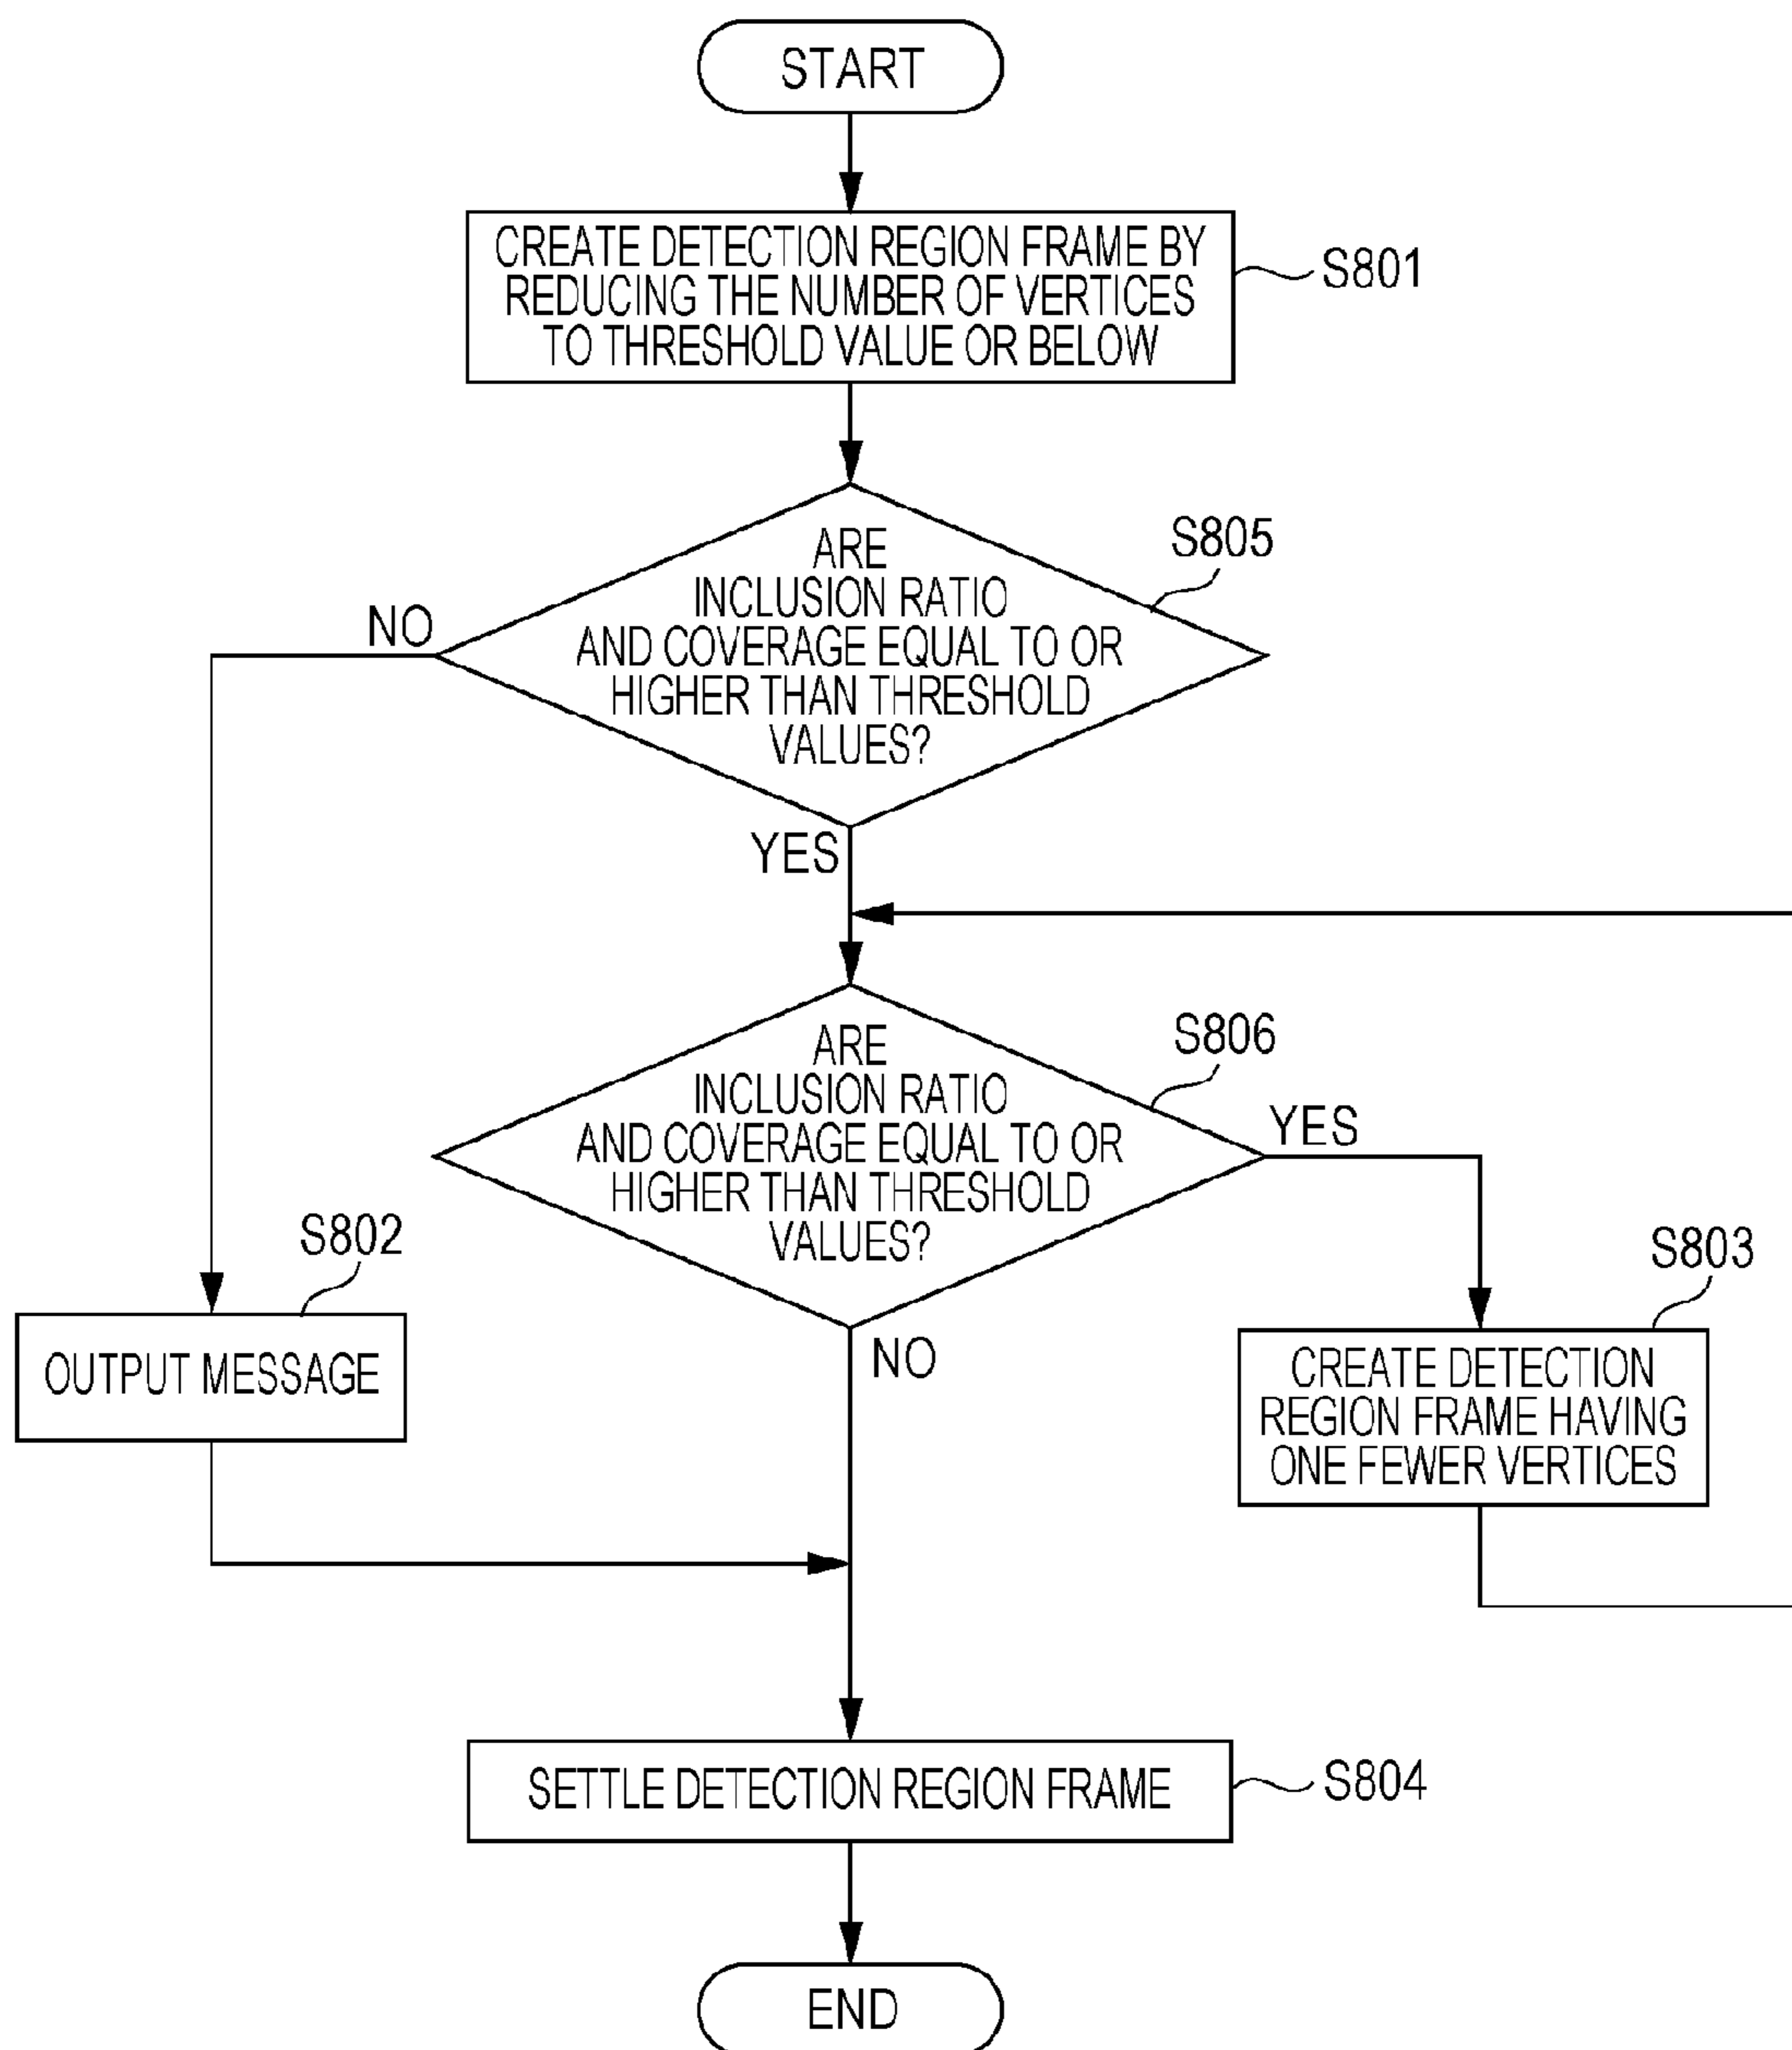 START
CREATE DETECTION REGION FRAME BY
REDUCING THE NUMBER OF VERTICES
TO THRESHOLD VALUE OR BELOW
S801
ARE
INCLUSION RATIO
AND COVERAGE EQUAL TO OR
HIGHER THAN THRESHOLD
VALUES?
S805
NO
YES
ARE
INCLUSION RATIO
AND COVERAGE EQUAL TO OR
HIGHER THAN THRESHOLD
VALUES?
S806
YES
NO
S802
OUTPUT MESSAGE
S803
CREATE DETECTION
REGION FRAME HAVING
ONE FEWER VERTICES
SETTLE DETECTION REGION FRAME
S804
END